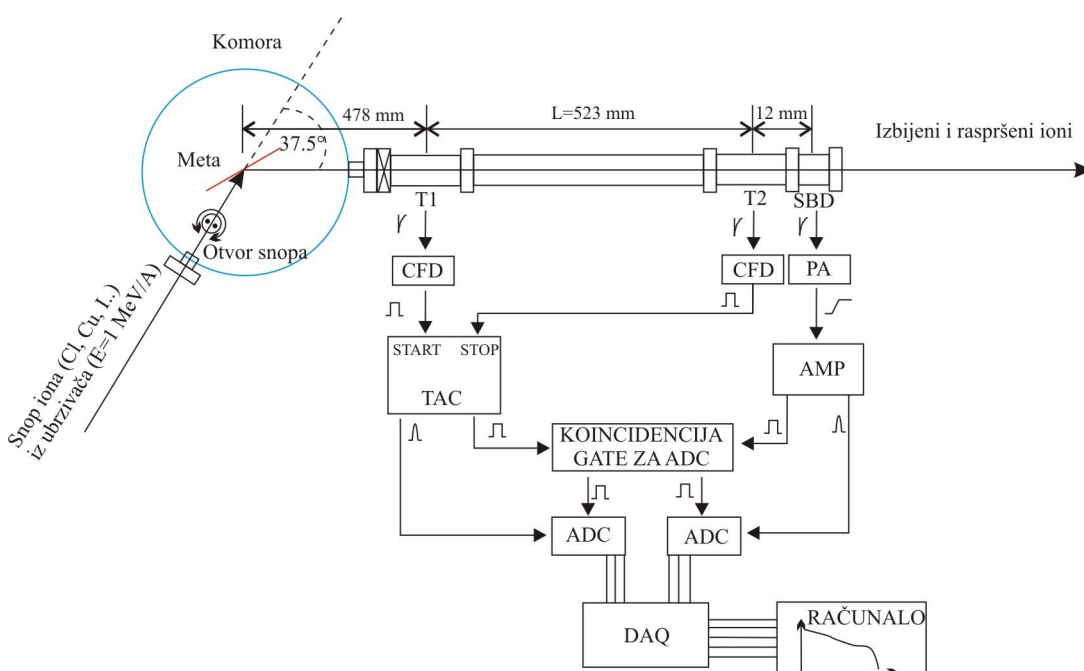 Komora
478 mm
L=523 mm
12 mm
Izbijeni i raspršeni ioni
37.5°
Meta
T1
T2
SBD
Otvor snopa
CFD
CFD
PA
Snop iona (Cl, Cu, I..)
iz ubrzivača (E=1 MeV/A)
START
STOP
TAC
AMP
KOINCIDENCIJA
GATE ZA ADC
ADC
ADC
DAQ
RAČUNALO